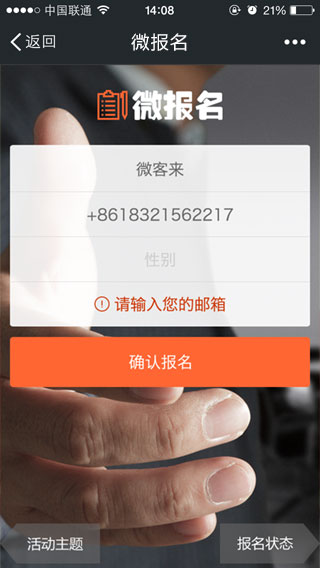 中国联通 14:08 21%
返回 微报名
微报名
微客来
+8618321562217
性别
请输入您的邮箱
确认报名
活动主题 报名状态